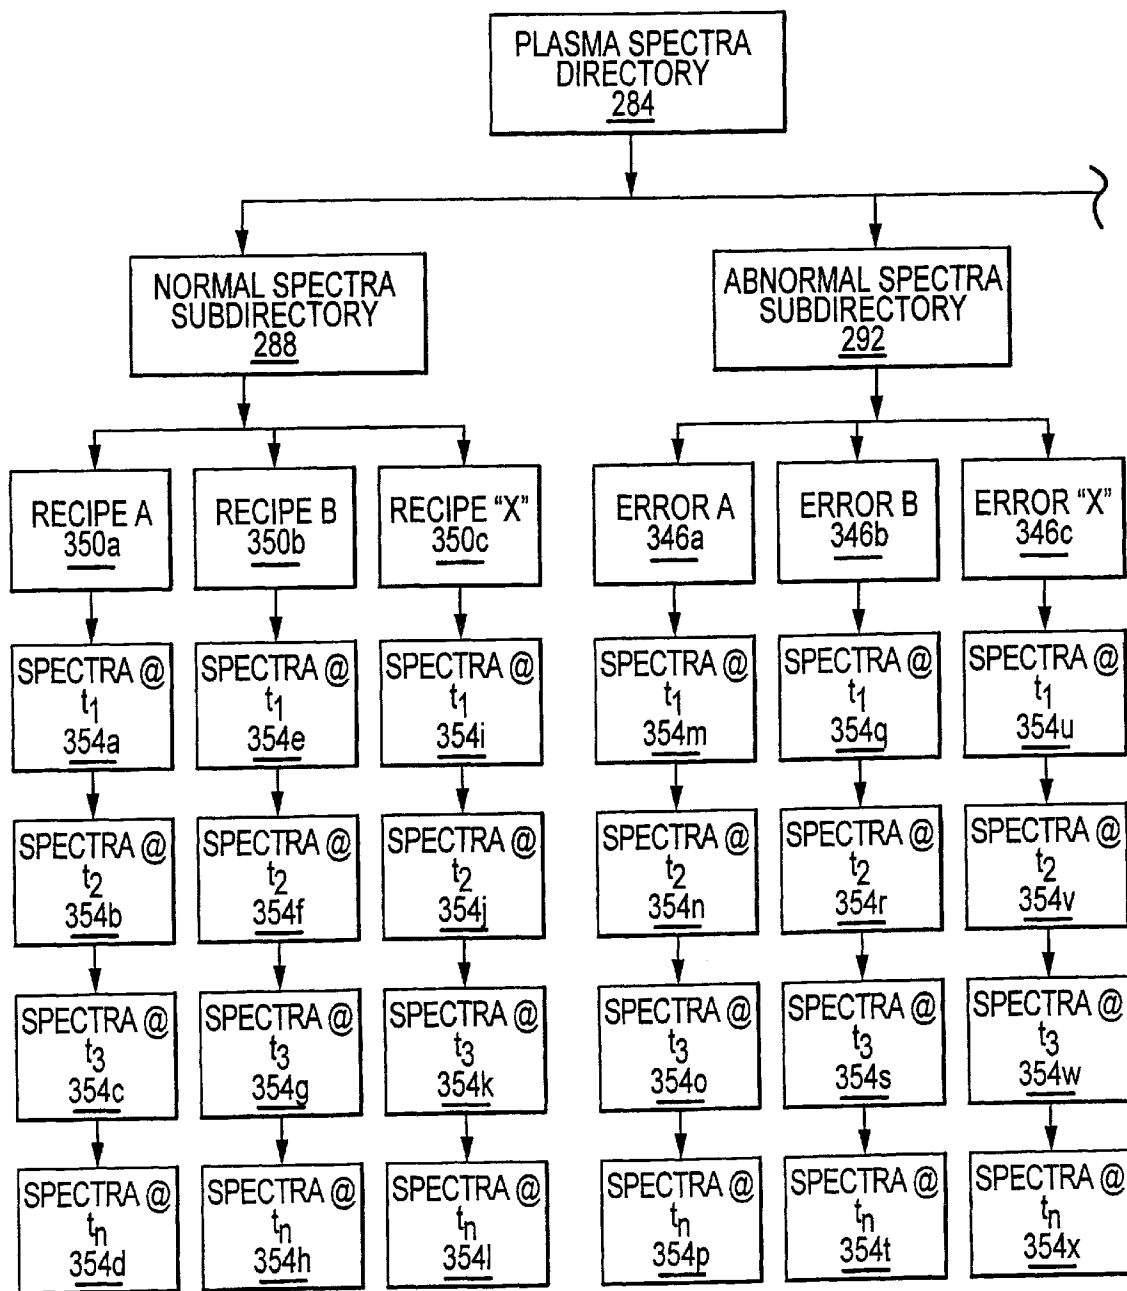 PLASMA SPECTRA
DIRECTORY
284
NORMAL SPECTRA
SUBDIRECTORY
288
ABNORMAL SPECTRA
SUBDIRECTORY
292
RECIPE A
350a
RECIPE B
350b
RECIPE “X”
350c
ERROR A
346a
ERROR B
346b
ERROR “X”
346c
SPECTRA @
t1
354a
SPECTRA @
t1
354e
SPECTRA @
t1
354i
SPECTRA @
t1
354m
SPECTRA @
t1
354q
SPECTRA @
t1
354u
SPECTRA @
t2
354b
SPECTRA @
t2
354f
SPECTRA @
t2
354j
SPECTRA @
t2
354n
SPECTRA @
t2
354r
SPECTRA @
t2
354v
SPECTRA @
t3
354c
SPECTRA @
t3
354g
SPECTRA @
t3
354k
SPECTRA @
t3
354o
SPECTRA @
t3
354s
SPECTRA @
t3
354w
SPECTRA @
tn
354d
SPECTRA @
tn
354h
SPECTRA @
tn
354l
SPECTRA @
tn
354p
SPECTRA @
tn
354t
SPECTRA @
tn
354x